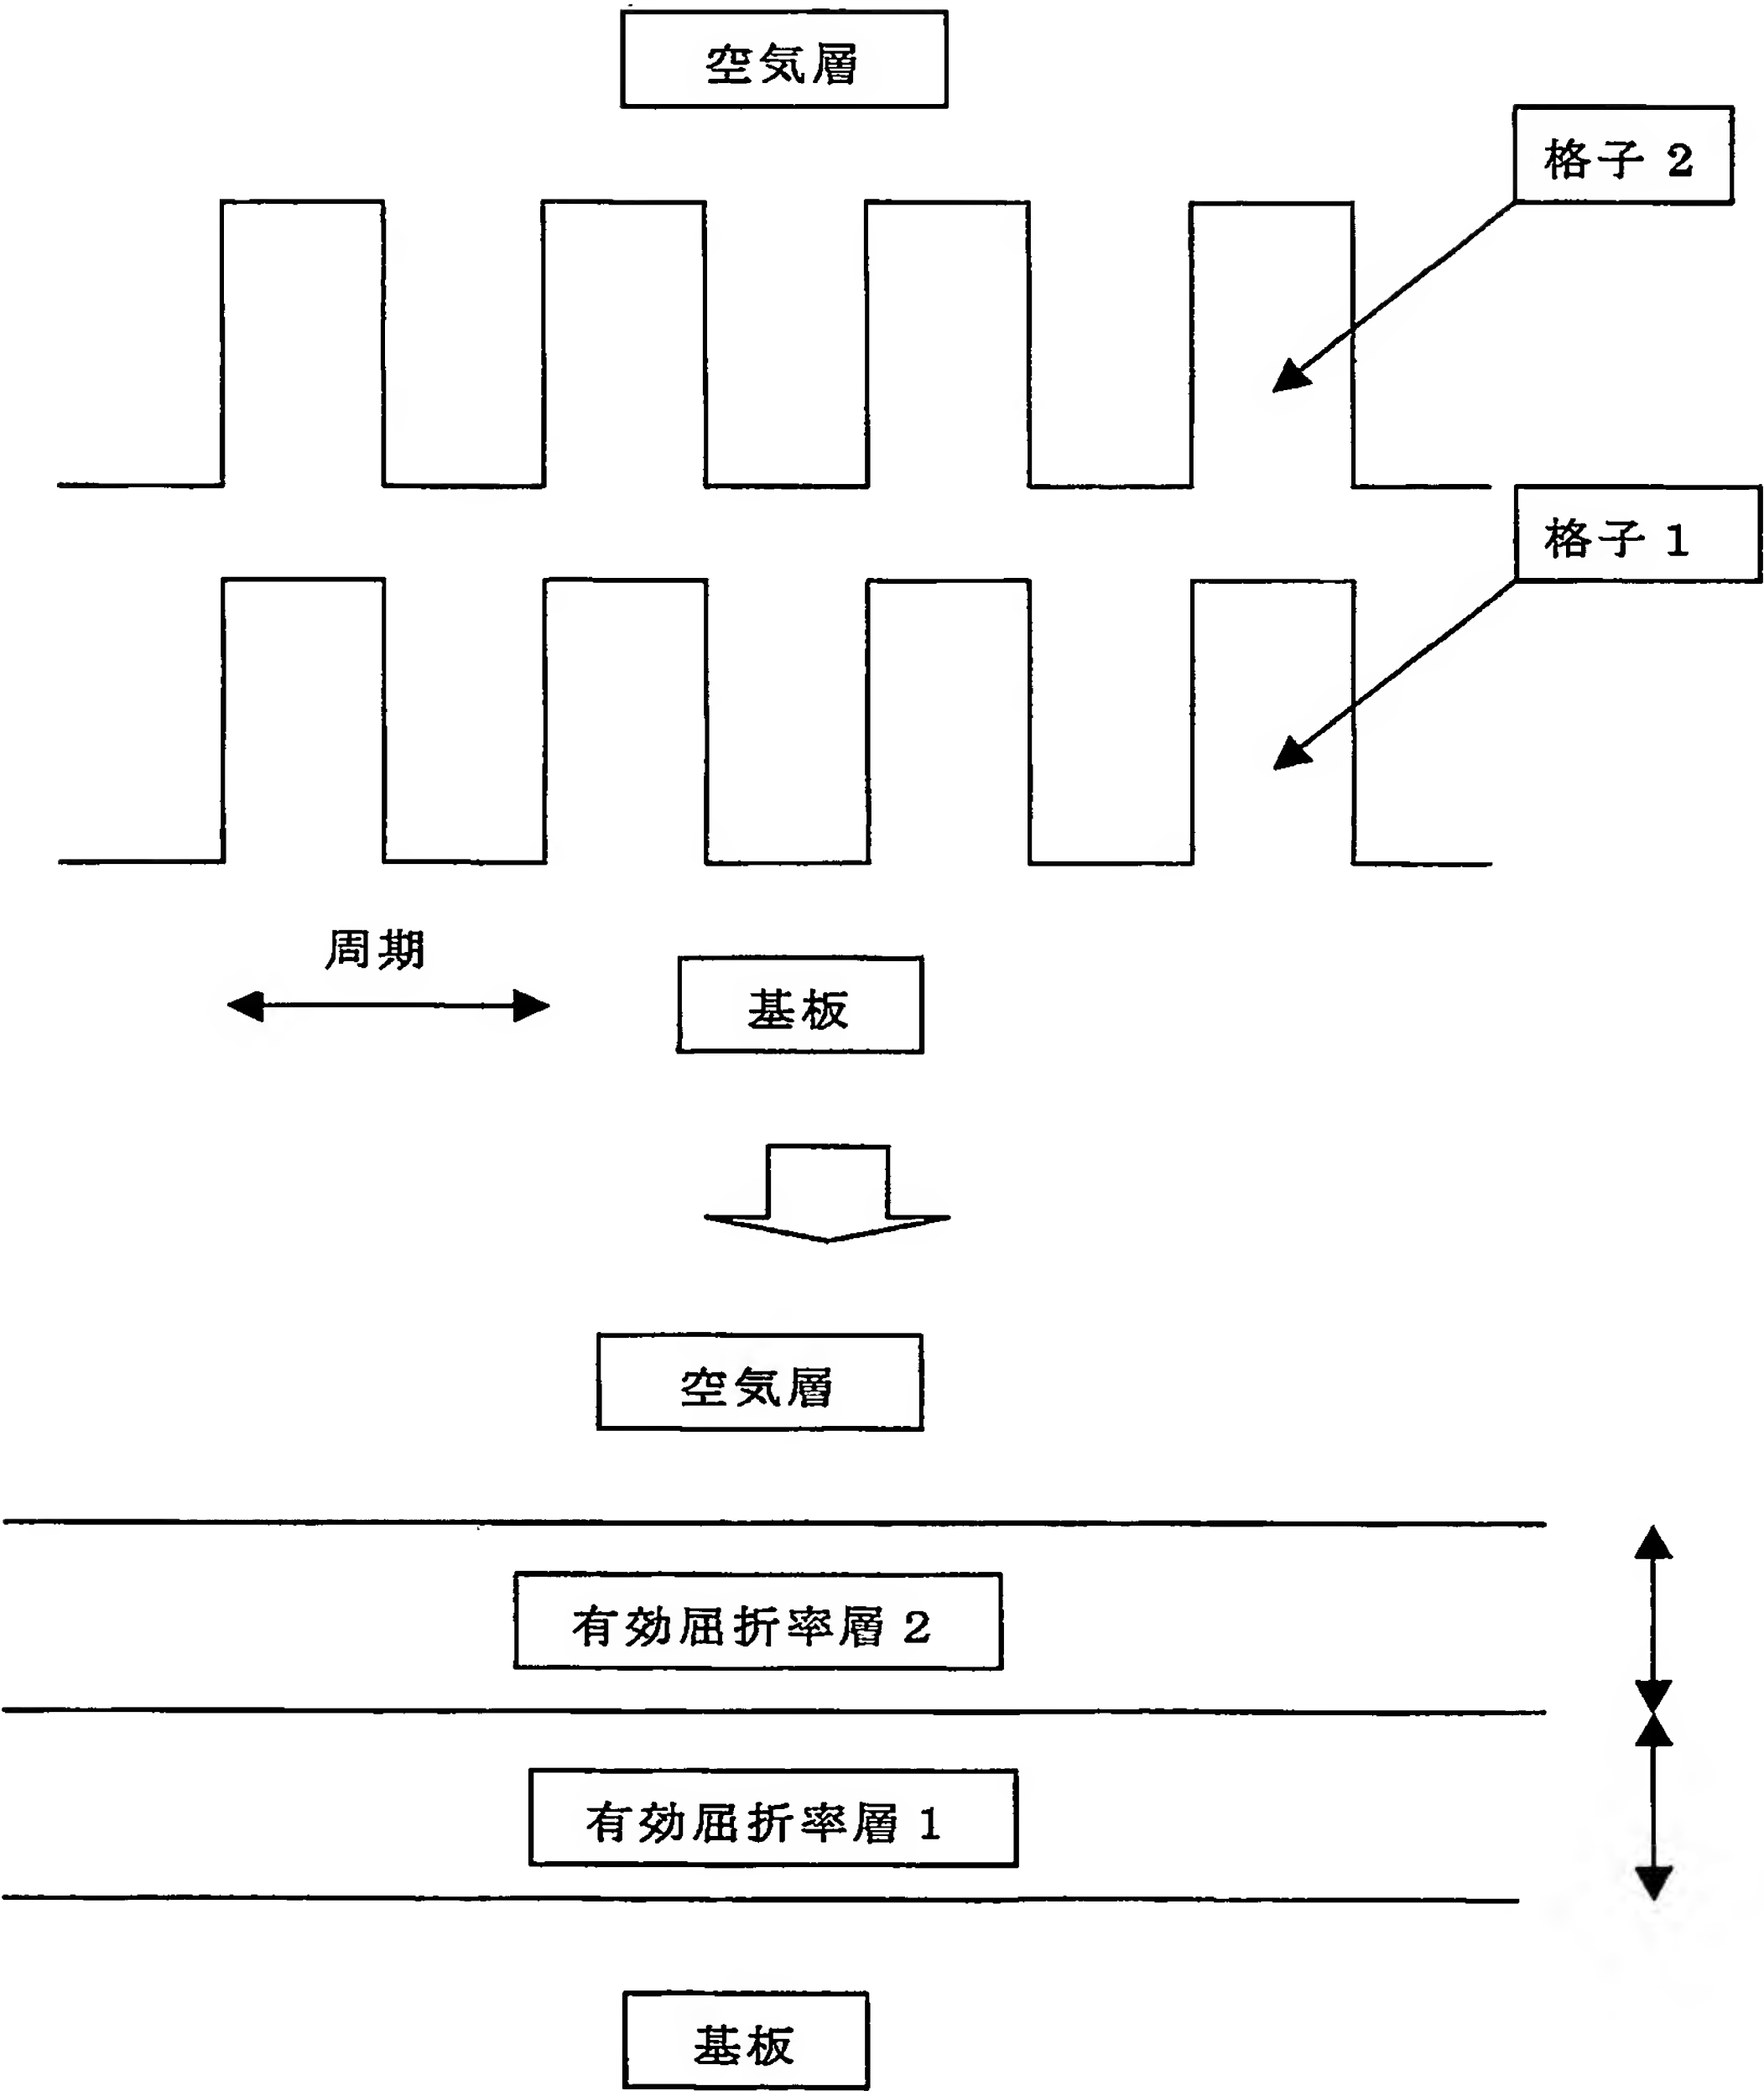 空気層
格子2
格子1
周期
基板
空気層
有効屈折率層2
有効屈折率層1
基板